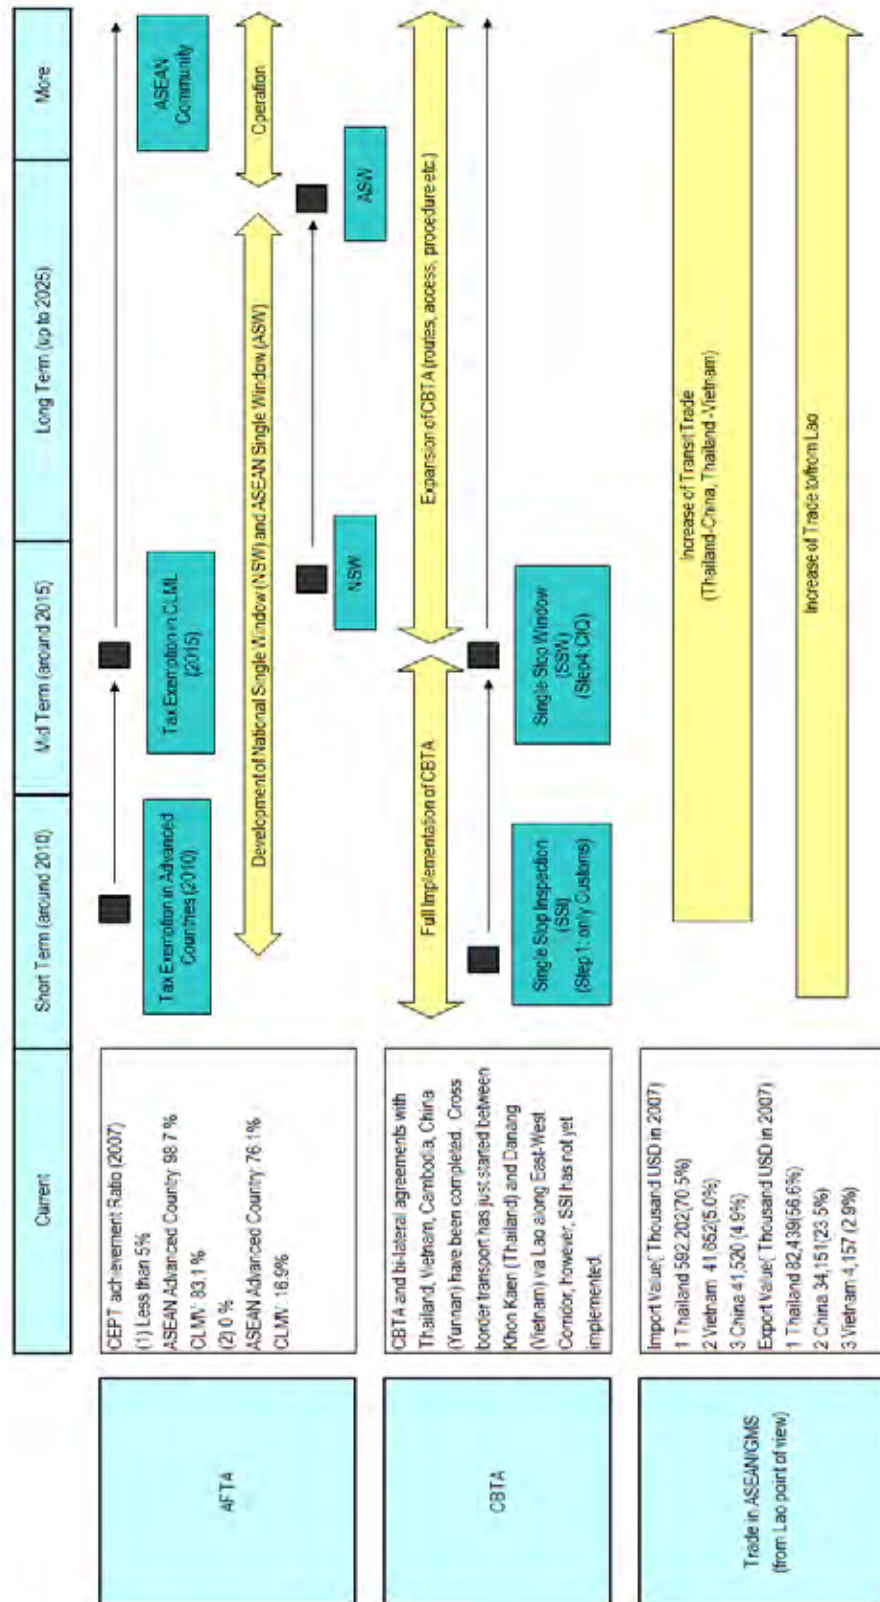 Current
Short Term (around 2010)
Mid Term (around 2015)
Long Term (up to 2025)
More
AFTA
CEPT achievement Ratio (2007)
(1) Less than 5%
ASEAN Advanced Country: 98.7 %
CLMV: 83.1 %
(2) 0 %
ASEAN Advanced Country: 76.1%
CLMV: 16.9%
Tax Exemption in Advanced
Countries (2010)
Tax Exemption in CLML
(2015)
ASEAN
Community
Development of National Single Window (NSW) and ASEAN Single Window (ASW)
Operation
NSW
ASW
CBTA
CBTA and bi-lateral agreements with
Thailand, Vietnam, Cambodia, China
(Yunnan) have been completed. Cross
border transport has just started between
Khon Kaen (Thailand) and Danang
(Vietnam) va Lao along East-West
Corridor, however, SSI has not yet
implemented.
Full Implementation of CBTA
Expansion of CBTA (routes, access, procedure etc.)
Single Stop Inspection
(SSI)
(Step 1: only Customs)
Single Stop Window
(SSW)
(Step4: CIQ)
Trade in ASEAN/GMS
(from Lao point of view)
Import Value( Thousand USD in 2007)
1 Thailand 592,202(70.5%)
2 Vietnam 41,652(5.0%)
3 China 41,520 (4.9%)
Export Value( Thousand USD in 2007)
1 Thailand 82,439(56.6%)
2 China 34,151(23.5%)
3 Vietnam 4,157 (2.9%)
Increase of Transit Trade
(Thailand-China, Thailand-Vietnam)
Increase of Trade to/from Lao